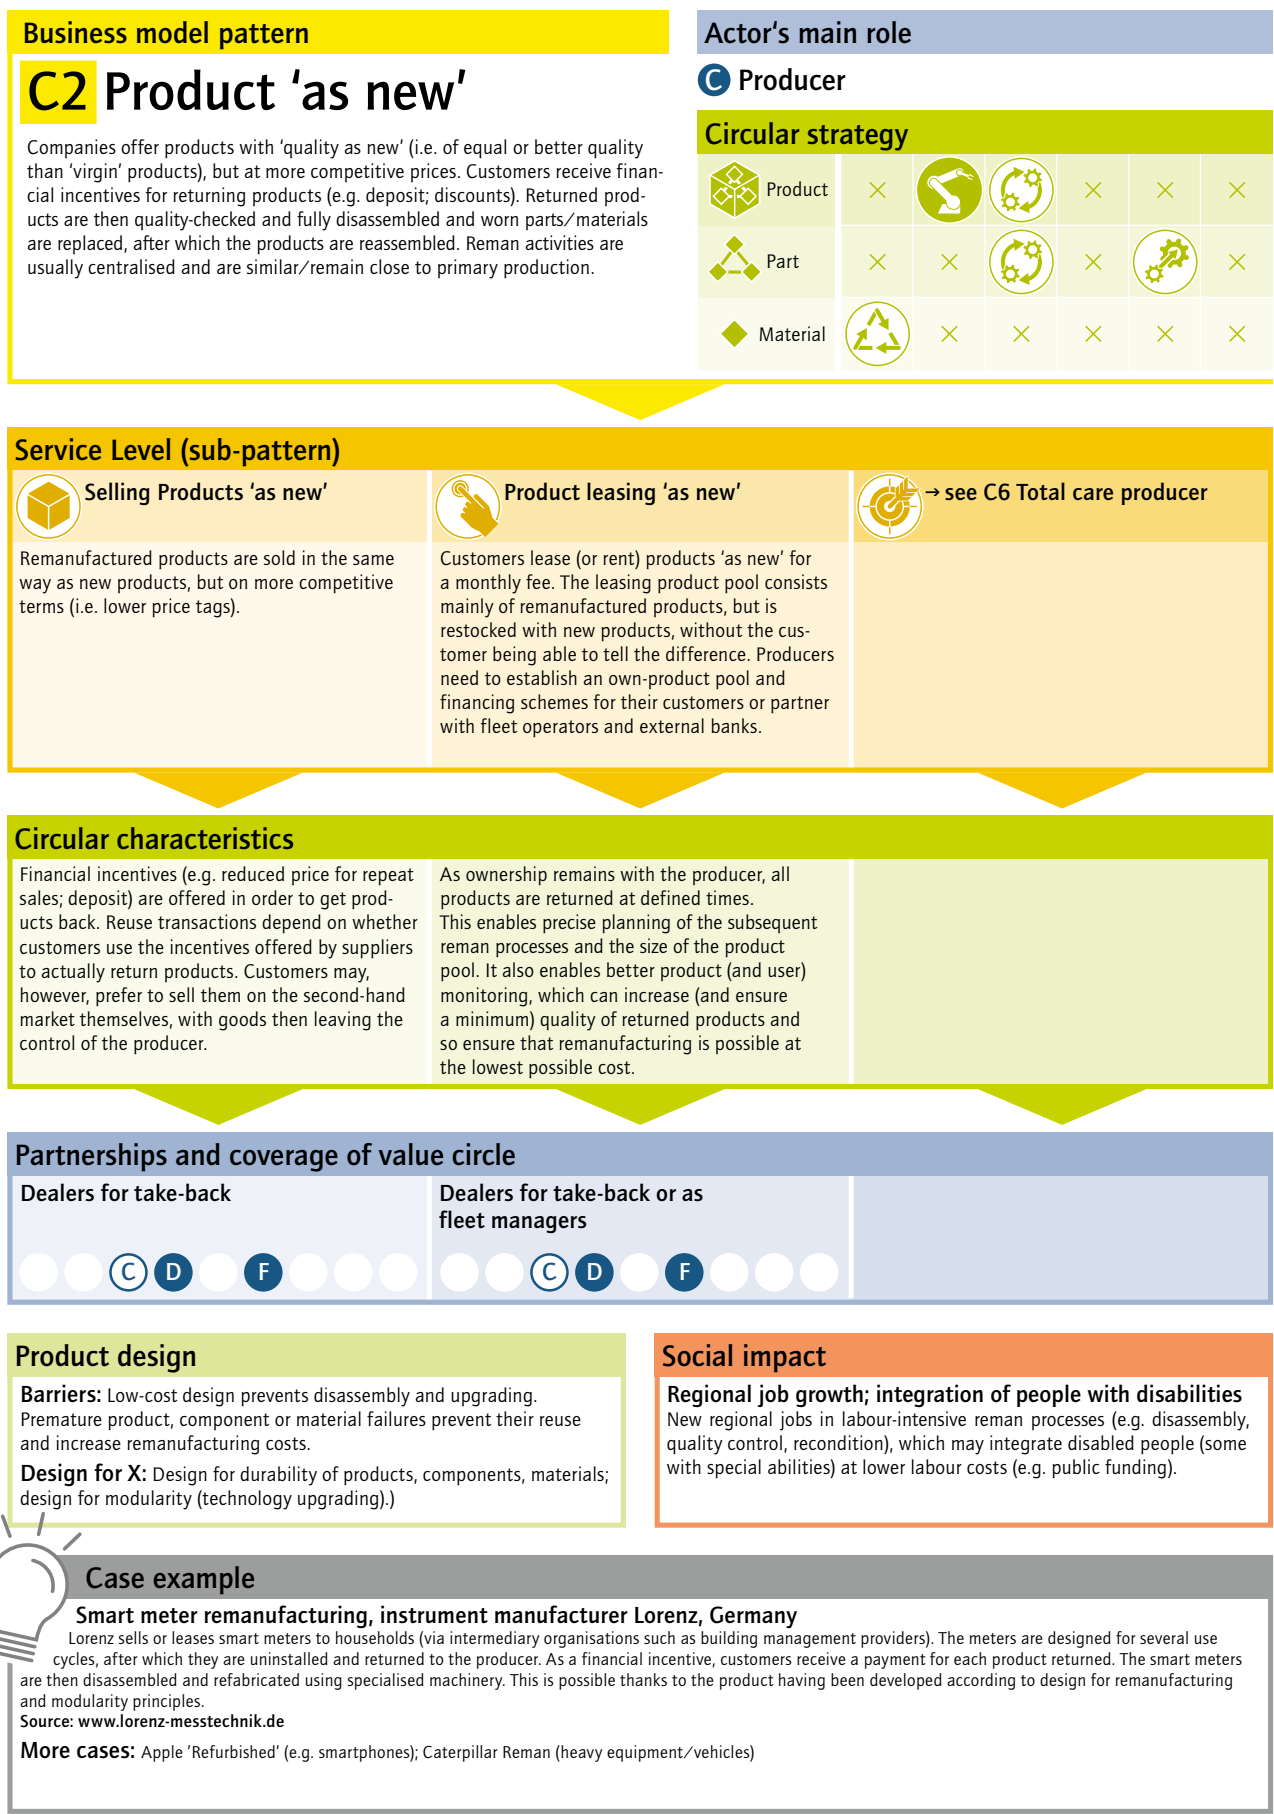 Business model pattern
C2 Product ‘as new’
Companies offer products with ‘quality as new’ (i.e. of equal or better quality
than ‘virgin’ products), but at more competitive prices. Customers receive finan-
cial incentives for returning products (e.g. deposit; discounts). Returned prod-
ucts are then quality-checked and fully disassembled and worn parts/materials
are replaced, after which the products are reassembled. Reman activities are
usually centralised and are similar/remain close to primary production.
Actor‘s main role
C Producer
Circular strategy
Product
Part
Material
Service Level (sub-pattern)
Selling Products ‘as new’
Remanufactured products are sold in the same
way as new products, but on more competitive
terms (i.e. lower price tags).
Product leasing ‘as new’
Customers lease (or rent) products ‘as new’ for
a monthly fee. The leasing product pool consists
mainly of remanufactured products, but is
restocked with new products, without the cus-
tomer being able to tell the difference. Producers
need to establish an own-product pool and
financing schemes for their customers or partner
with fleet operators and external banks.
→ see C6 Total care producer
Circular characteristics
Financial incentives (e.g. reduced price for repeat
sales; deposit) are offered in order to get prod-
ucts back. Reuse transactions depend on whether
customers use the incentives offered by suppliers
to actually return products. Customers may,
however, prefer to sell them on the second-hand
market themselves, with goods then leaving the
control of the producer.
As ownership remains with the producer, all
products are returned at defined times.
This enables precise planning of the subsequent
reman processes and the size of the product
pool. It also enables better product (and user)
monitoring, which can increase (and ensure
a minimum) quality of returned products and
so ensure that remanufacturing is possible at
the lowest possible cost.
Partnerships and coverage of value circle
Dealers for take-back
C D F
Dealers for take-back or as
fleet managers
C D F
Product design
Barriers: Low-cost design prevents disassembly and upgrading.
Premature product, component or material failures prevent their reuse
and increase remanufacturing costs.
Design for X: Design for durability of products, components, materials;
design for modularity (technology upgrading).)
Social impact
Regional job growth; integration of people with disabilities
New regional jobs in labour-intensive reman processes (e.g. disassembly,
quality control, recondition), which may integrate disabled people (some
with special abilities) at lower labour costs (e.g. public funding).
Case example
Smart meter remanufacturing, instrument manufacturer Lorenz, Germany
Lorenz sells or leases smart meters to households (via intermediary organisations such as building management providers). The meters are designed for several use
cycles, after which they are uninstalled and returned to the producer. As a financial incentive, customers receive a payment for each product returned. The smart meters
are then disassembled and refabricated using specialised machinery. This is possible thanks to the product having been developed according to design for remanufacturing
and modularity principles.
Source: www.lorenz-messtechnik.de
More cases: Apple ’Refurbished’ (e.g. smartphones); Caterpillar Reman (heavy equipment/vehicles)